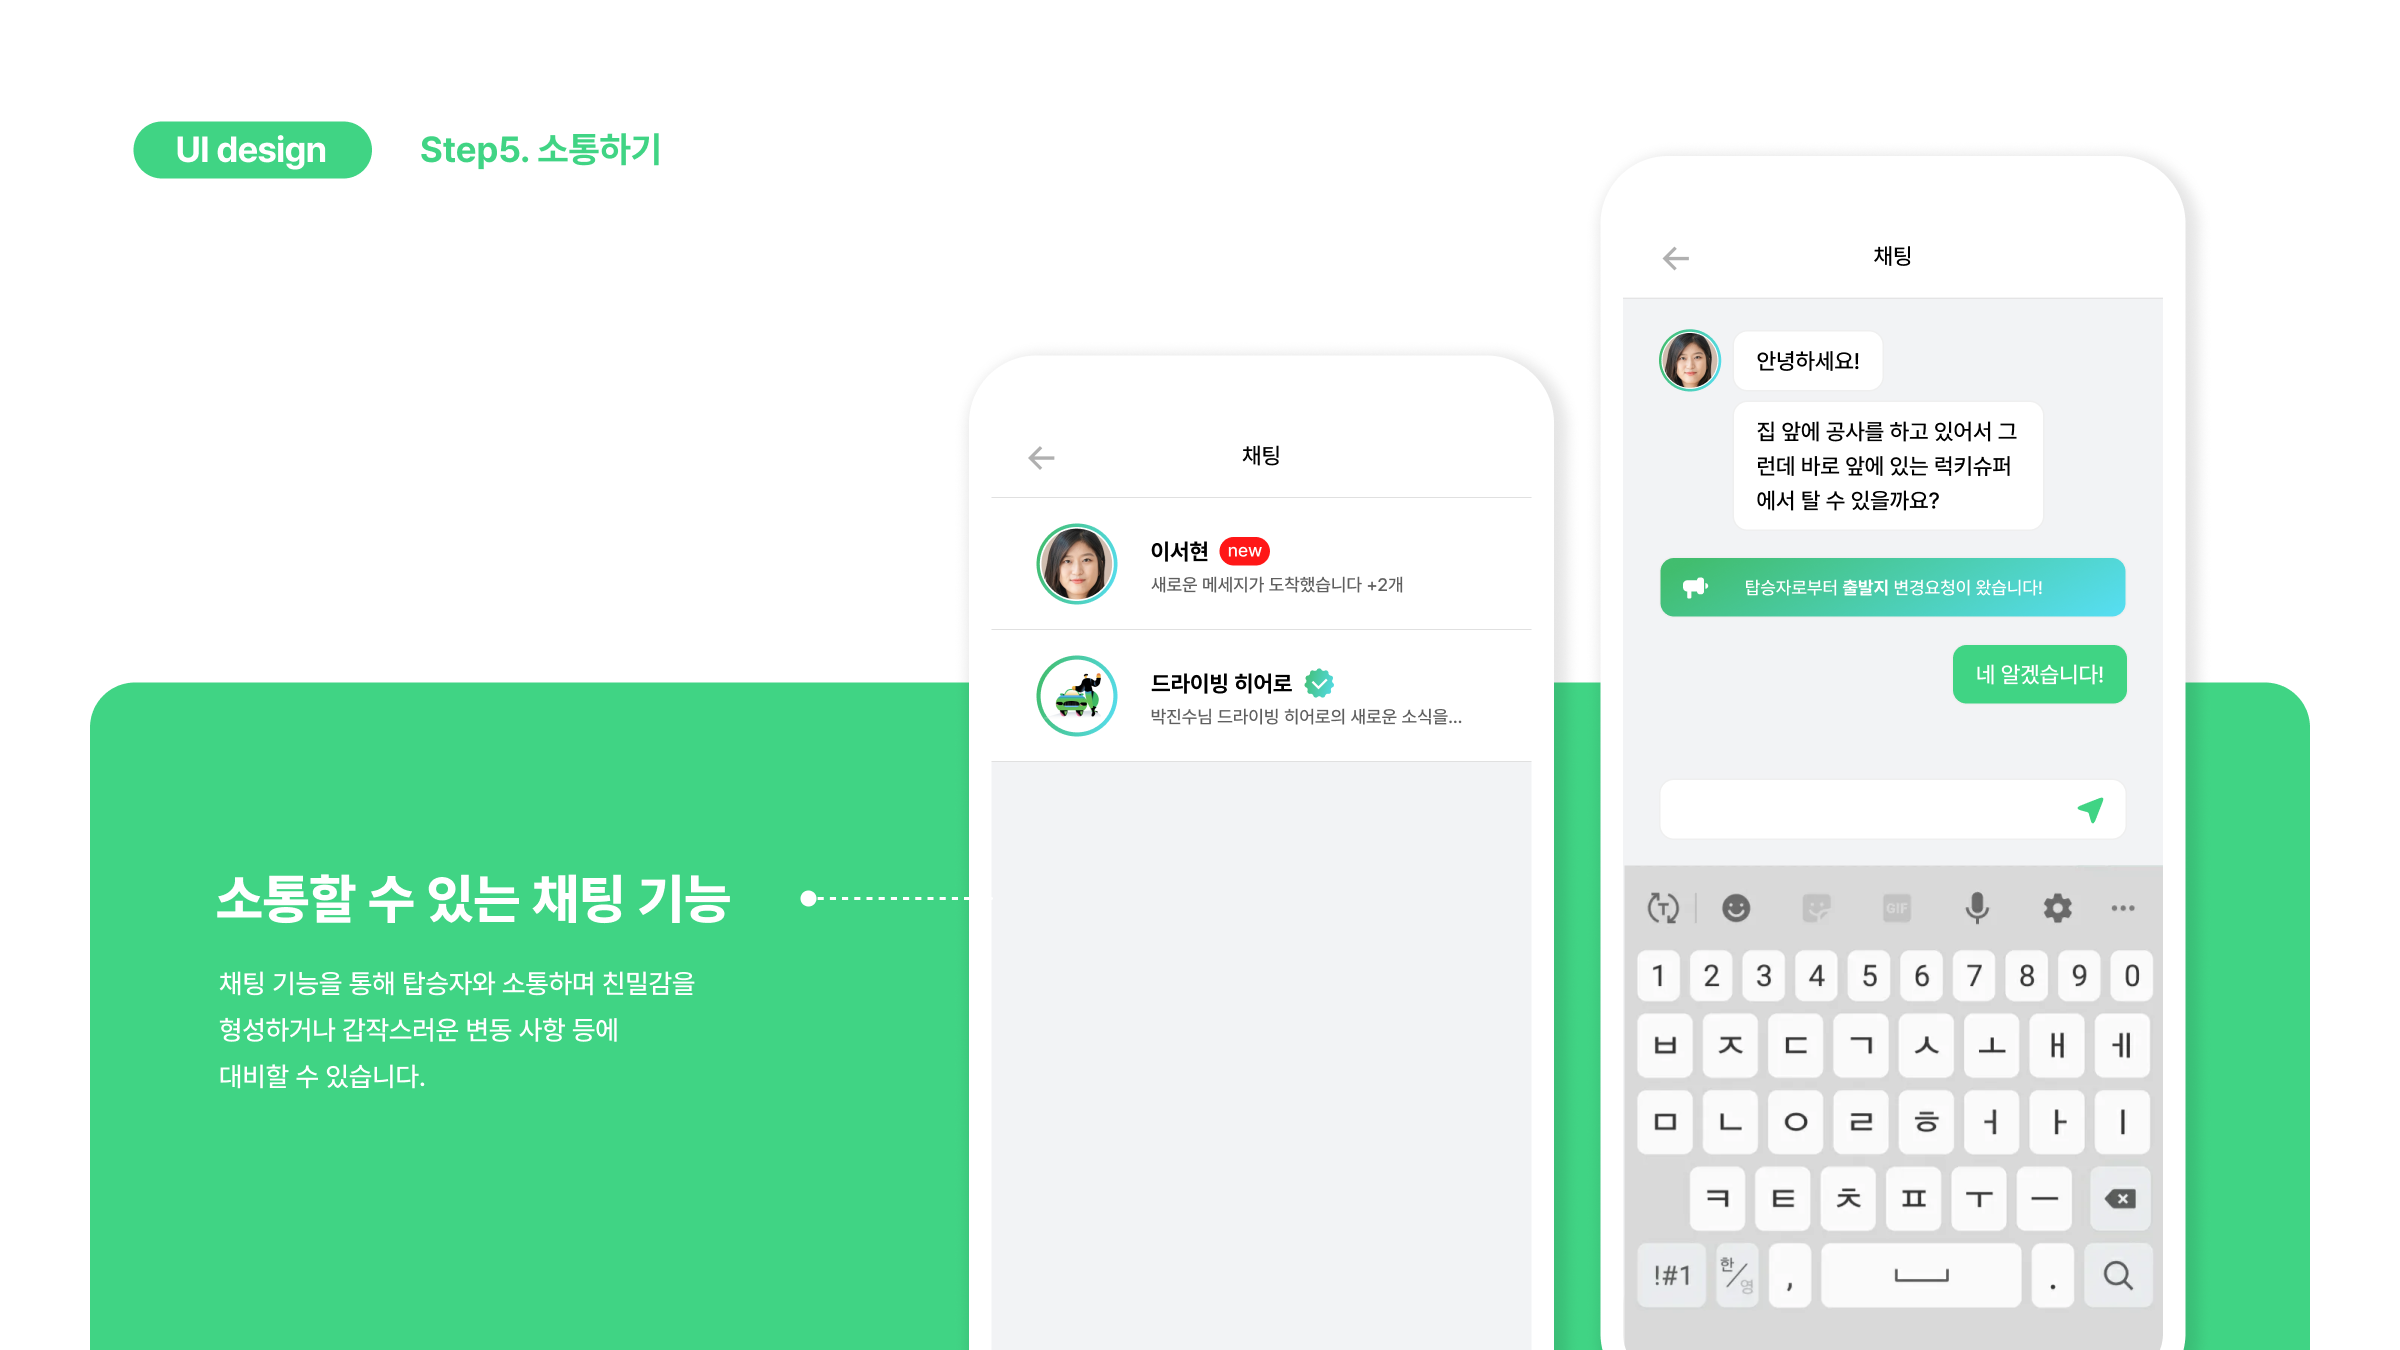 UI design
Step5. 소통하기
소통할 수 있는 채팅 기능
채팅 기능을 통해 탑승자와 소통하며 친밀감을
형성하거나 갑작스러운 변동 사항 등에
대비할 수 있습니다.
채팅
이서현 new
새로운 메세지가 도착했습니다 +2개
드라이빙 히어로
박진수님 드라이빙 히어로의 새로운 소식을...
채팅
안녕하세요!
집 앞에 공사를 하고 있어서 그
런데 바로 앞에 있는 럭키슈퍼
에서 탈 수 있을까요?
탑승자로부터 출발지 변경요청이 왔습니다!
네 알겠습니다!
T GIF
1 2 3 4 5 6 7 8 9 0
ㅂ ㅈ ㄷ ㄱ ㅅ ㅗ ㅐ ㅔ
ㅁ ㄴ ㅇ ㄹ ㅎ ㅓ ㅏ ㅣ
ㅋ ㅌ ㅊ ㅍ ㅜ ㅡ
!#1 한/영 , .